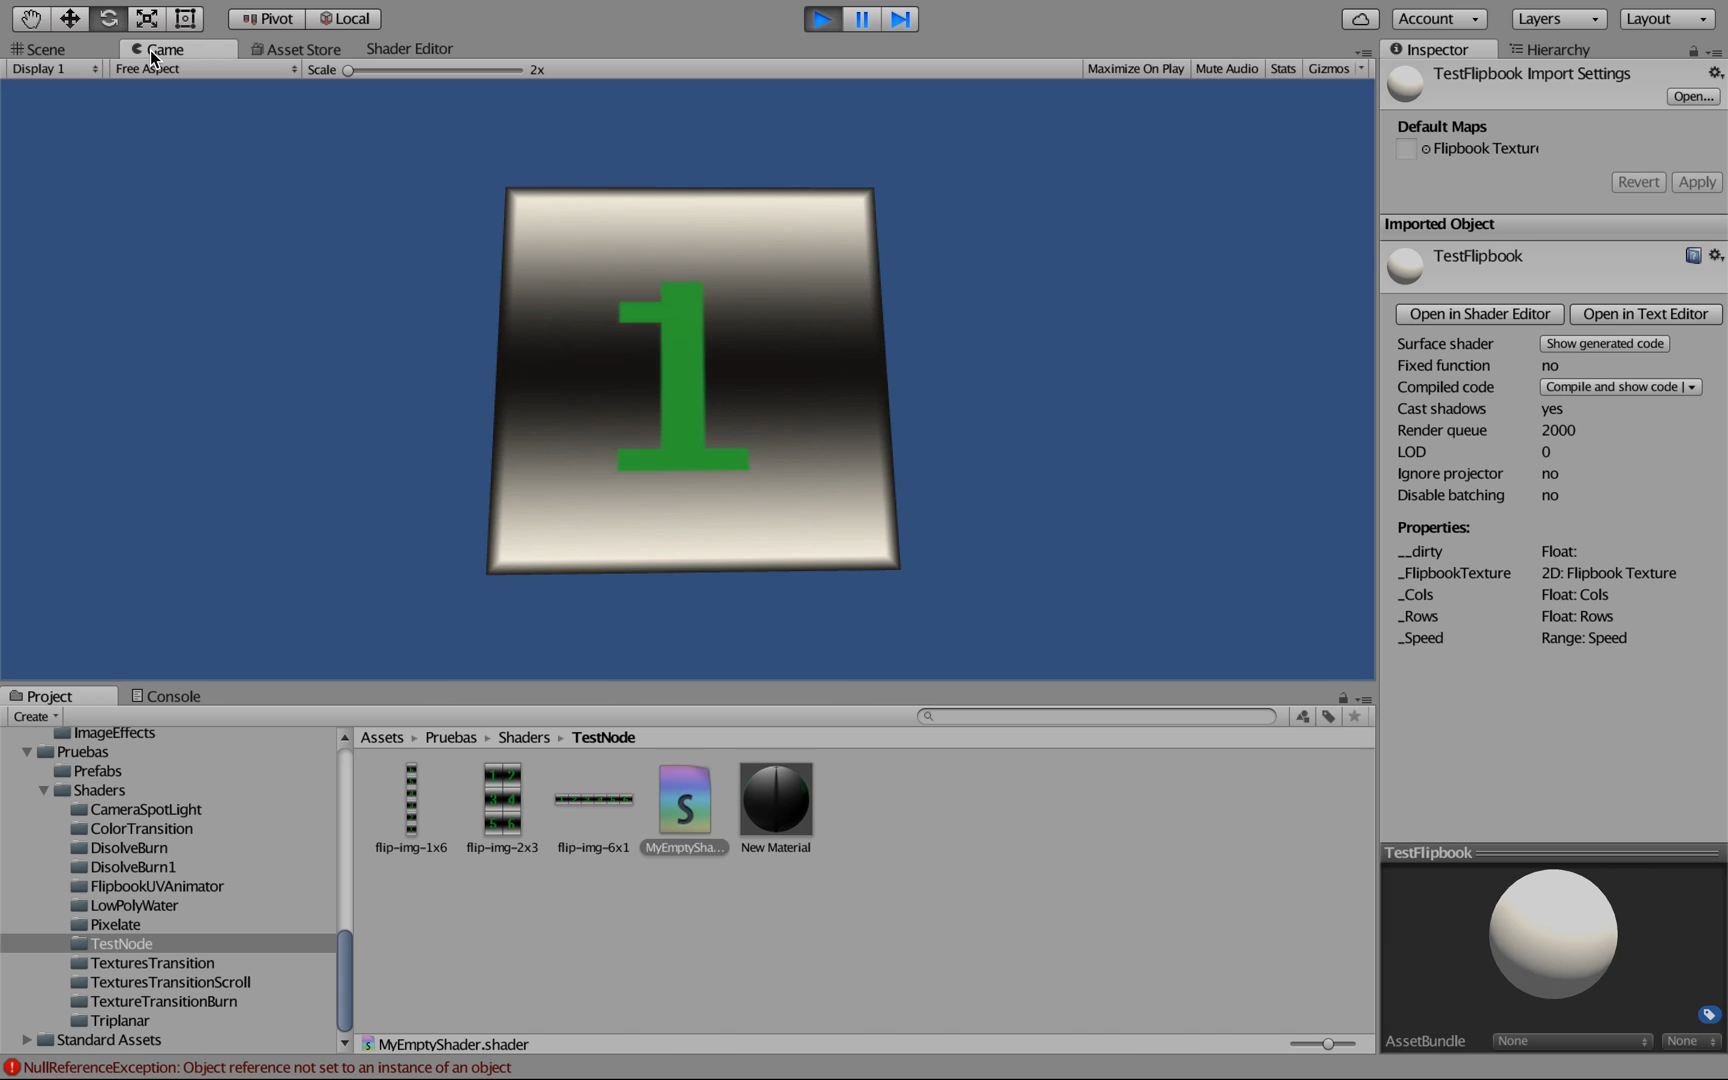 Pivot Local Account Layers Layout
Scene Game Asset Store Shader Editor Inspector Hierarchy
Display 1 Free Aspect Scale 2x Maximize On Play Mute Audio Stats Gizmos
TestFlipbook Import Settings
Open...
Default Maps
Flipbook Texture
Revert Apply
Imported Object
TestFlipbook
Open in Shader Editor Open in Text Editor
Surface shader Show generated code
Fixed function no
Compiled code Compile and show code
Cast shadows yes
Render queue 2000
LOD 0
Ignore projector no
Disable batching no
Properties:
__dirty Float:
_FlipbookTexture 2D: Flipbook Texture
_Cols Float: Cols
_Rows Float: Rows
_Speed Range: Speed
1
Project Console
Create
ImageEffects
Pruebas
Prefabs
Shaders
CameraSpotLight
ColorTransition
DisolveBurn
DisolveBurn1
FlipbookUVAnimator
LowPolyWater
Pixelate
TestNode
TexturesTransition
TexturesTransitionScroll
TextureTransitionBurn
Triplanar
Standard Assets
Assets Pruebas Shaders TestNode
1 2
3 4
5 6
S
flip-img-1x6 flip-img-2x3 flip-img-6x1 MyEmptySha... New Material
MyEmptyShader.shader
TestFlipbook
AssetBundle None None
NullReferenceException: Object reference not set to an instance of an object